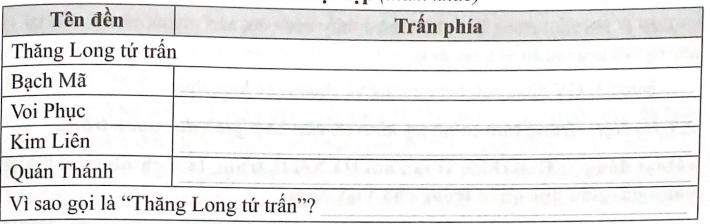 Tên đền Trấn phía
Thăng Long tứ trấn
Bạch Mã
Voi Phục
Kim Liên
Quán Thánh
Vì sao gọi là “Thăng Long tứ trấn”?